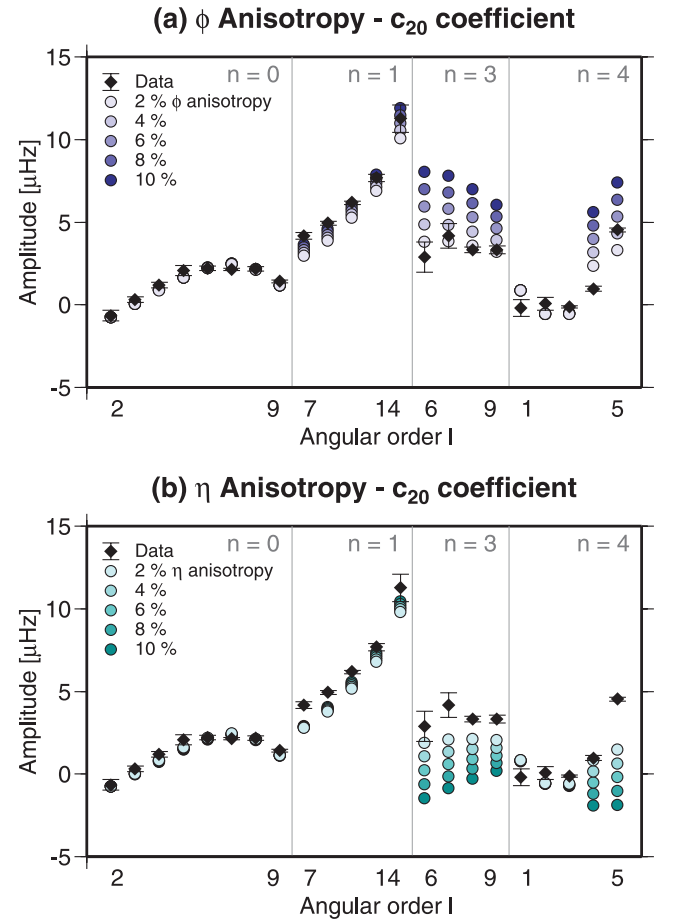 (a) ϕ Anisotropy - c₂₀ coefficient
15
10
5
0
-5
Amplitude [μHz]
n = 0
n = 1
n = 3
n = 4
Data
2 % ϕ anisotropy
4 %
6 %
8 %
10 %
2 9 7 14 6 9 1 5
Angular order l
(b) η Anisotropy - c₂₀ coefficient
15
10
5
0
-5
Amplitude [μHz]
n = 0
n = 1
n = 3
n = 4
Data
2 % η anisotropy
4 %
6 %
8 %
10 %
2 9 7 14 6 9 1 5
Angular order l